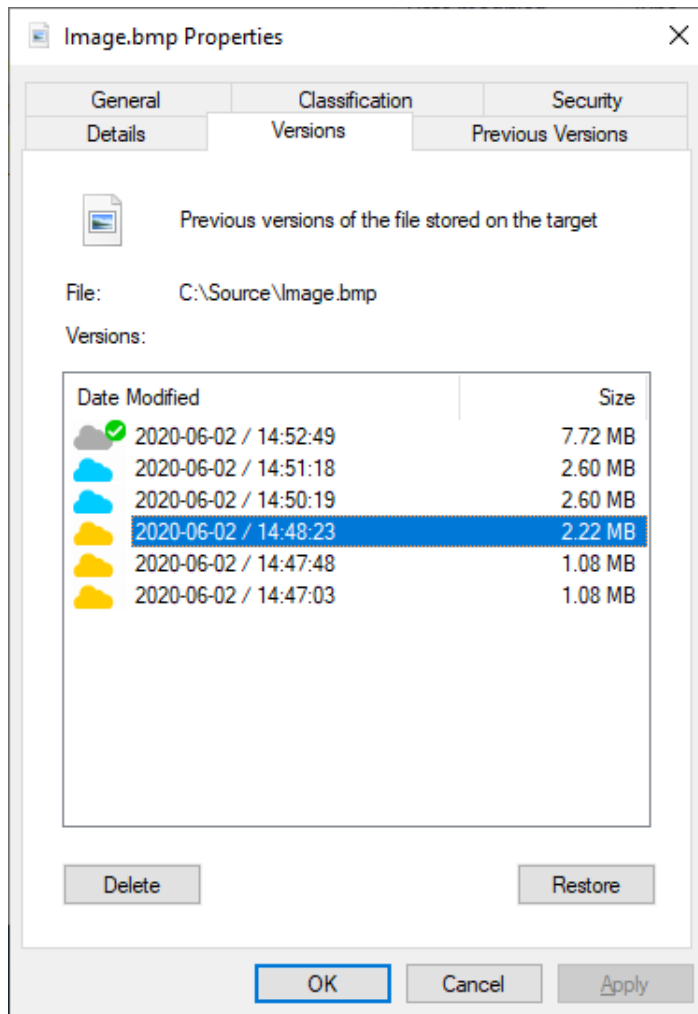 Image.bmp Properties
General Classification Security
Details Versions Previous Versions
Previous versions of the file stored on the target
File: C:\Source\Image.bmp
Versions:
Date Modified Size
2020-06-02 / 14:52:49 7.72 MB
2020-06-02 / 14:51:18 2.60 MB
2020-06-02 / 14:50:19 2.60 MB
2020-06-02 / 14:48:23 2.22 MB
2020-06-02 / 14:47:48 1.08 MB
2020-06-02 / 14:47:03 1.08 MB
Delete Restore
OK Cancel Apply